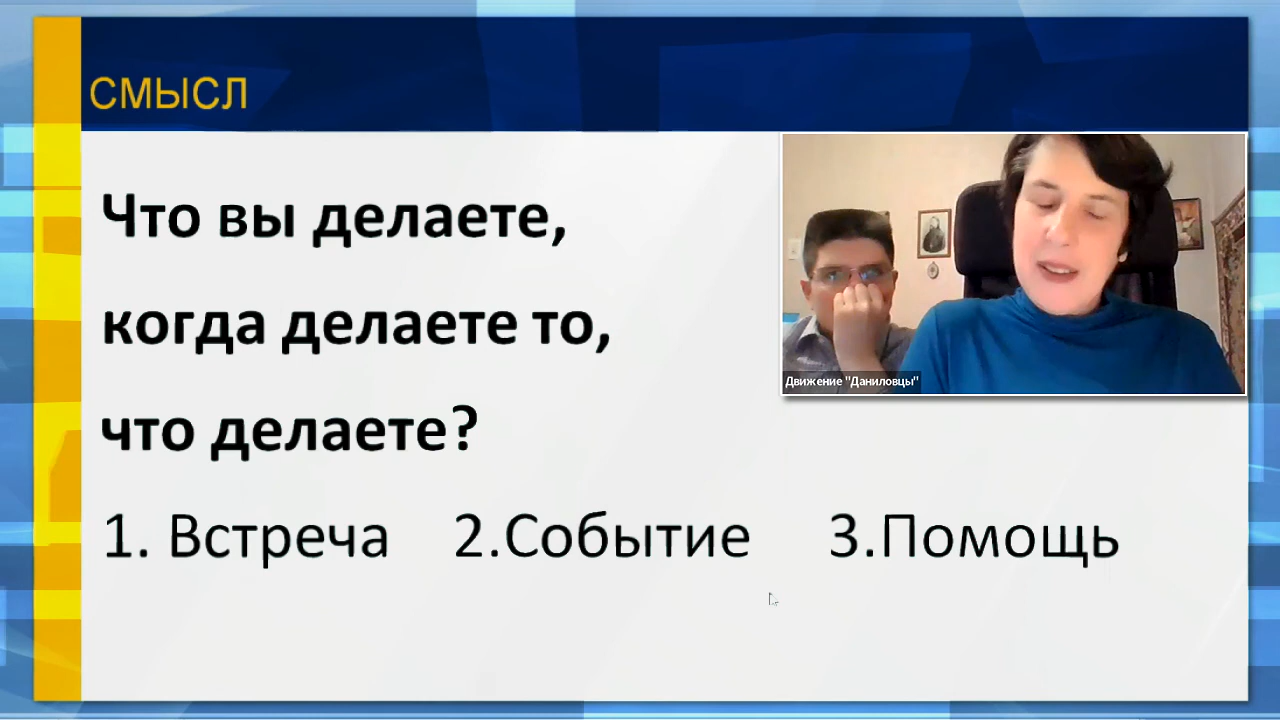 СМЫСЛ
Что вы делаете,
когда делаете то,
что делаете?
1. Встреча 2.Событие 3.Помощь
Движение "Даниловцы"